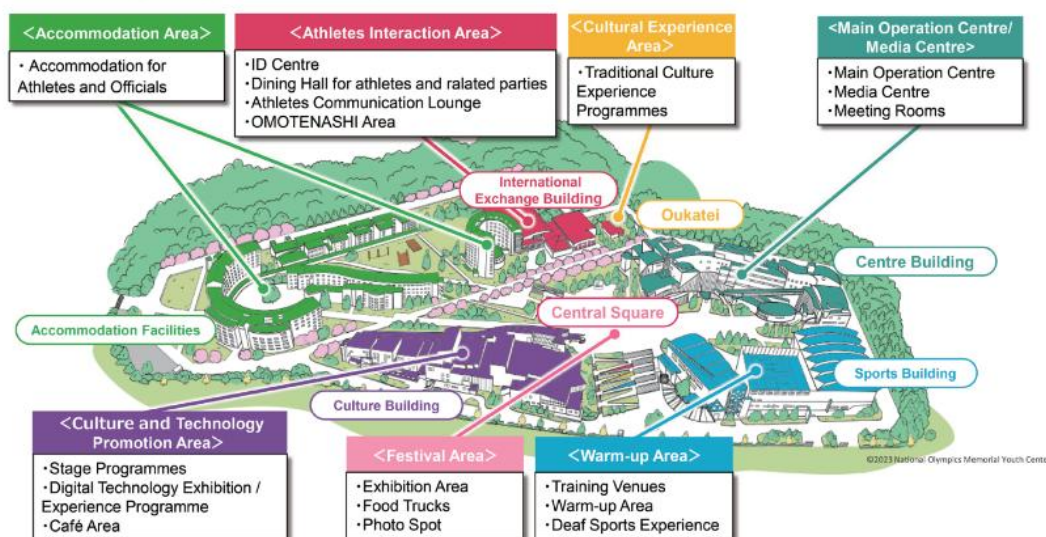 <Accommodation Area>
・Accommodation for
Athletes and Officials
<Athletes Interaction Area>
・ID Centre
・Dining Hall for athletes and ralated parties
・Athletes Communication Lounge
・OMOTENASHI Area
<Cultural Experience
Area>
・Traditional Culture
Experience
Programmes
<Main Operation Centre/
Media Centre>
・Main Operation Centre
・Media Centre
・Meeting Rooms
International
Exchange Building
Oukatei
Centre Building
Central Square
Accommodation Facilities
Sports Building
Culture Building
<Culture and Technology
Promotion Area>
・Stage Programmes
・Digital Technology Exhibition /
Experience Programme
・Café Area
<Festival Area>
・Exhibition Area
・Food Trucks
・Photo Spot
<Warm-up Area>
・Training Venues
・Warm-up Area
・Deaf Sports Experience
©2023 National Olympics Memorial Youth Cente